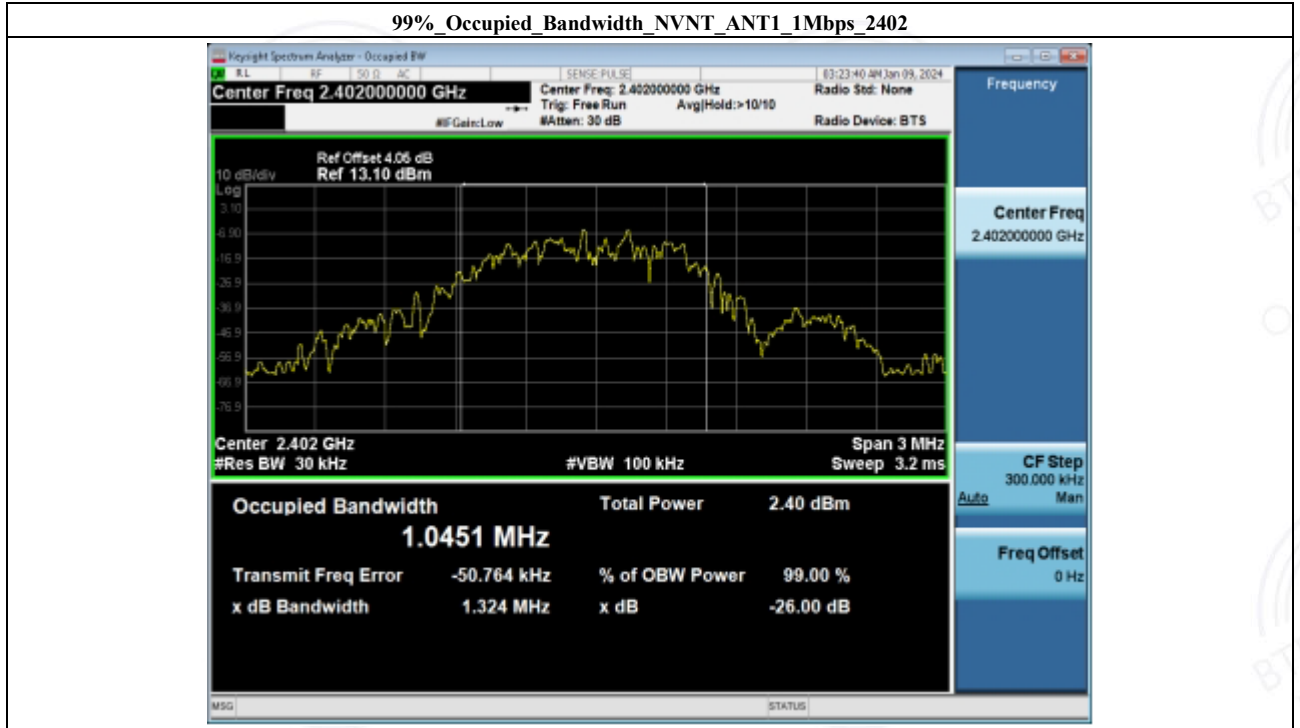 99%_Occupied_Bandwidth_NVNT_ANT1_1Mbps_2402
Keysight Spectrum Analyzer - Occupied BW
RL RF 50 Ω AC SENSE:PULSE 03:23:40 AM Jan 09, 2024
Center Freq 2.402000000 GHz
Center Freq: 2.402000000 GHz Radio Std: None
Trig: Free Run Avg|Hold:>10/10
#IFGain:Low #Atten: 30 dB Radio Device: BTS
Ref Offset 4.05 dB
10 dB/div Ref 13.10 dBm
Log
3.10
-6.90
-16.9
-26.9
-36.9
-46.9
-56.9
-66.9
-76.9
Center 2.402 GHz Span 3 MHz
#Res BW 30 kHz #VBW 100 kHz Sweep 3.2 ms
Occupied Bandwidth Total Power 2.40 dBm
1.0451 MHz
Transmit Freq Error -50.764 kHz % of OBW Power 99.00 %
x dB Bandwidth 1.324 MHz x dB -26.00 dB
MSG STATUS
Frequency
Center Freq
2.402000000 GHz
CF Step
300.000 kHz
Auto Man
Freq Offset
0 Hz